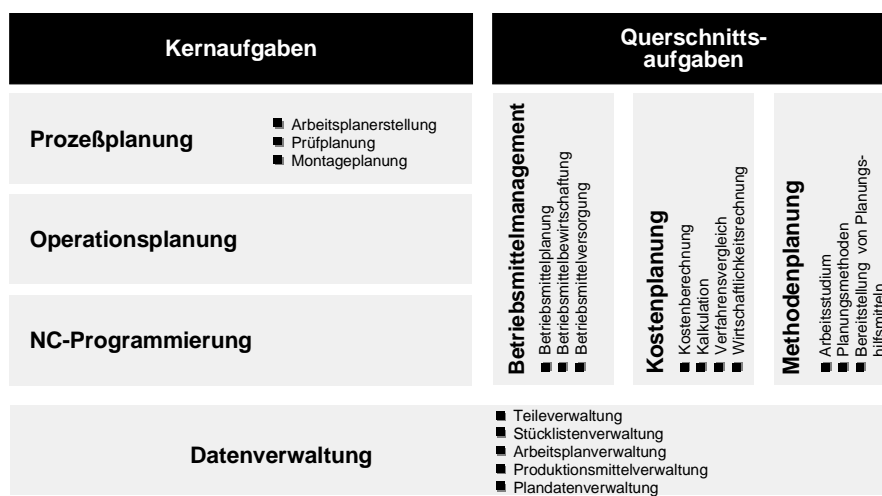 Kernaufgaben
Querschnitts-
aufgaben
Prozeßplanung
Arbeitsplanerstellung
Prüfplanung
Montageplanung
Operationsplanung
NC-Programmierung
Betriebsmittelmanagement
Betriebsmittelplanung
Betriebsmittelbewirtschaftung
Betriebsmittelversorgung
Kostenplanung
Kostenberechnung
Kalkulation
Verfahrensvergleich
Wirtschaftlichkeitsrechnung
Methodenplanung
Arbeitsstudium
Planungsmethoden
Bereitstellung von Planungs-
hilfsmitteln
Datenverwaltung
Teileverwaltung
Stücklistenverwaltung
Arbeitsplanverwaltung
Produktionsmittelverwaltung
Plandatenverwaltung